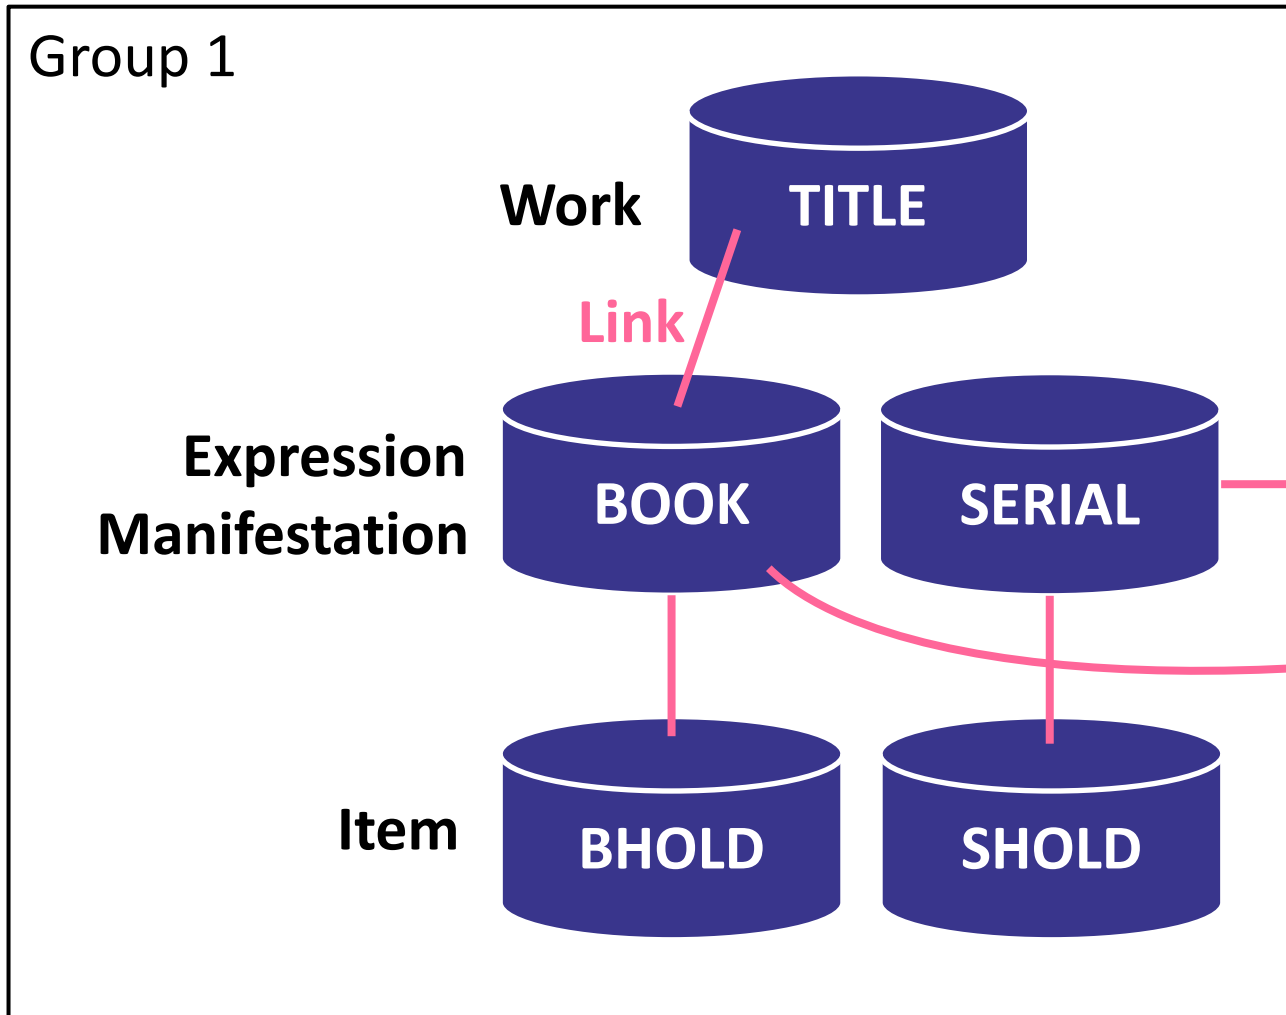 Group 1
Work
TITLE
Link
Expression
Manifestation
BOOK
SERIAL
Item
BHOLD
SHOLD